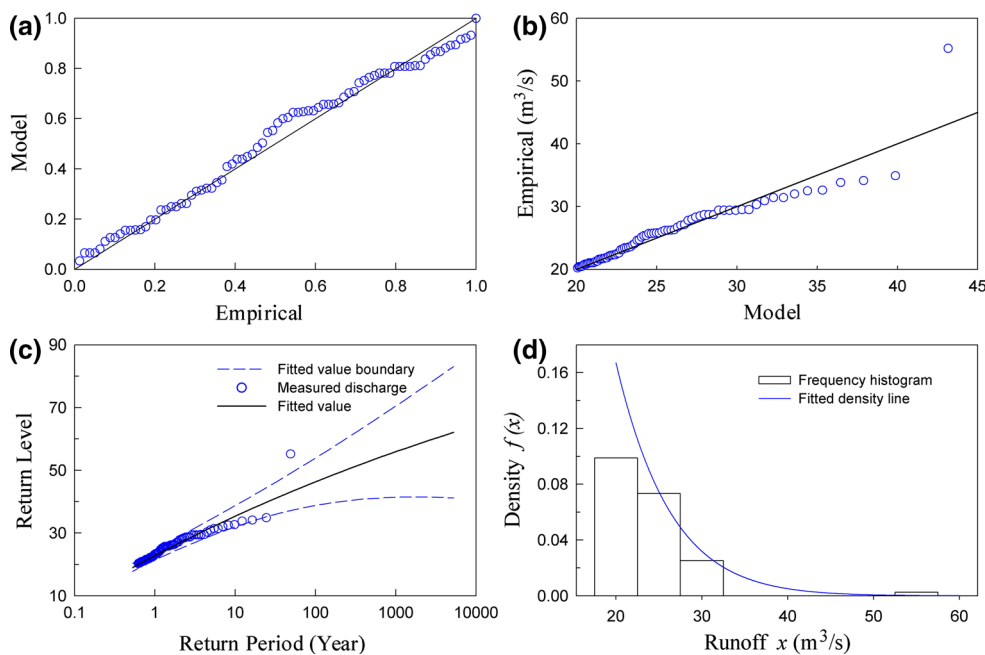 (a)
1.0
0.8
0.6
0.4
0.2
0.0
Model
0.0 0.2 0.4 0.6 0.8 1.0
Empirical
(b)
60
50
40
30
20
Empirical (m³/s)
20 25 30 35 40 45
Model
(c)
90
70
50
30
10
Return Level
Fitted value boundary
Measured discharge
Fitted value
0.1 1 10 100 1000 10000
Return Period (Year)
(d)
0.16
0.12
0.08
0.04
0.00
Density f (x)
Frequency histogram
Fitted density line
20 30 40 50 60
Runoff x (m³/s)